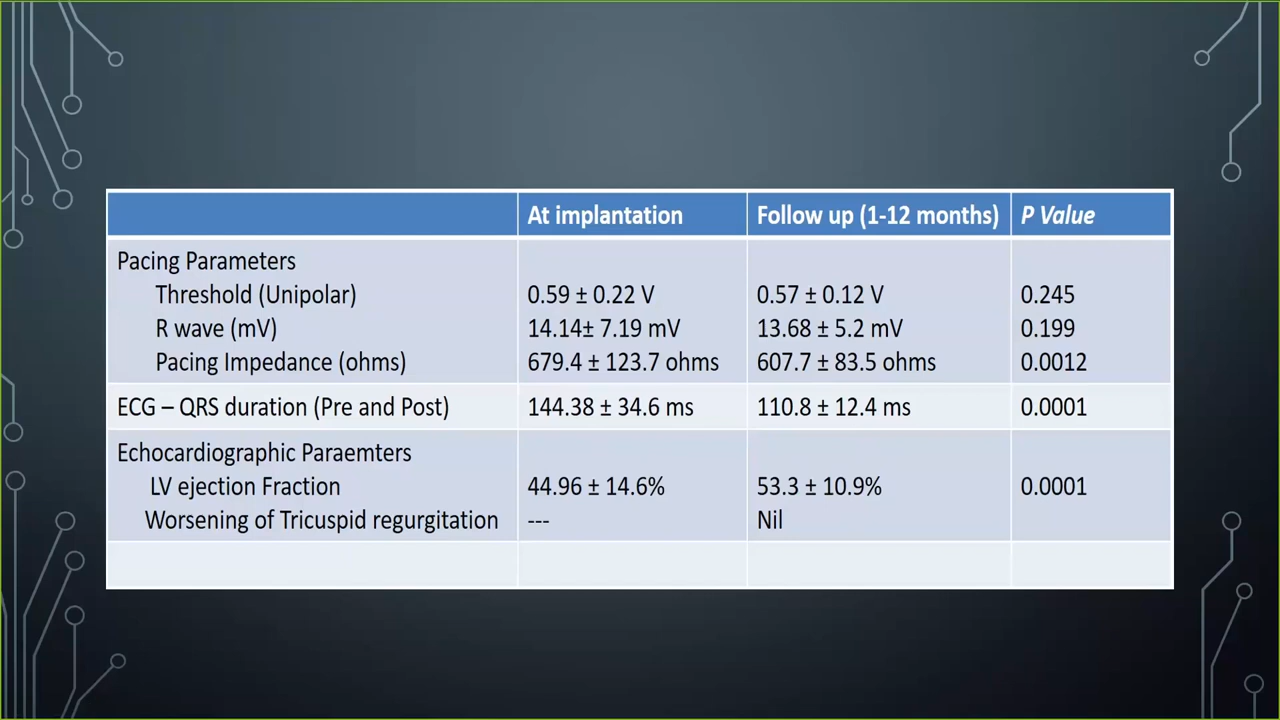 At implantation Follow up (1-12 months) P Value
Pacing Parameters
Threshold (Unipolar) 0.59 ± 0.22 V 0.57 ± 0.12 V 0.245
R wave (mV) 14.14± 7.19 mV 13.68 ± 5.2 mV 0.199
Pacing Impedance (ohms) 679.4 ± 123.7 ohms 607.7 ± 83.5 ohms 0.0012
ECG – QRS duration (Pre and Post) 144.38 ± 34.6 ms 110.8 ± 12.4 ms 0.0001
Echocardiographic Paraemters
LV ejection Fraction 44.96 ± 14.6% 53.3 ± 10.9% 0.0001
Worsening of Tricuspid regurgitation --- Nil